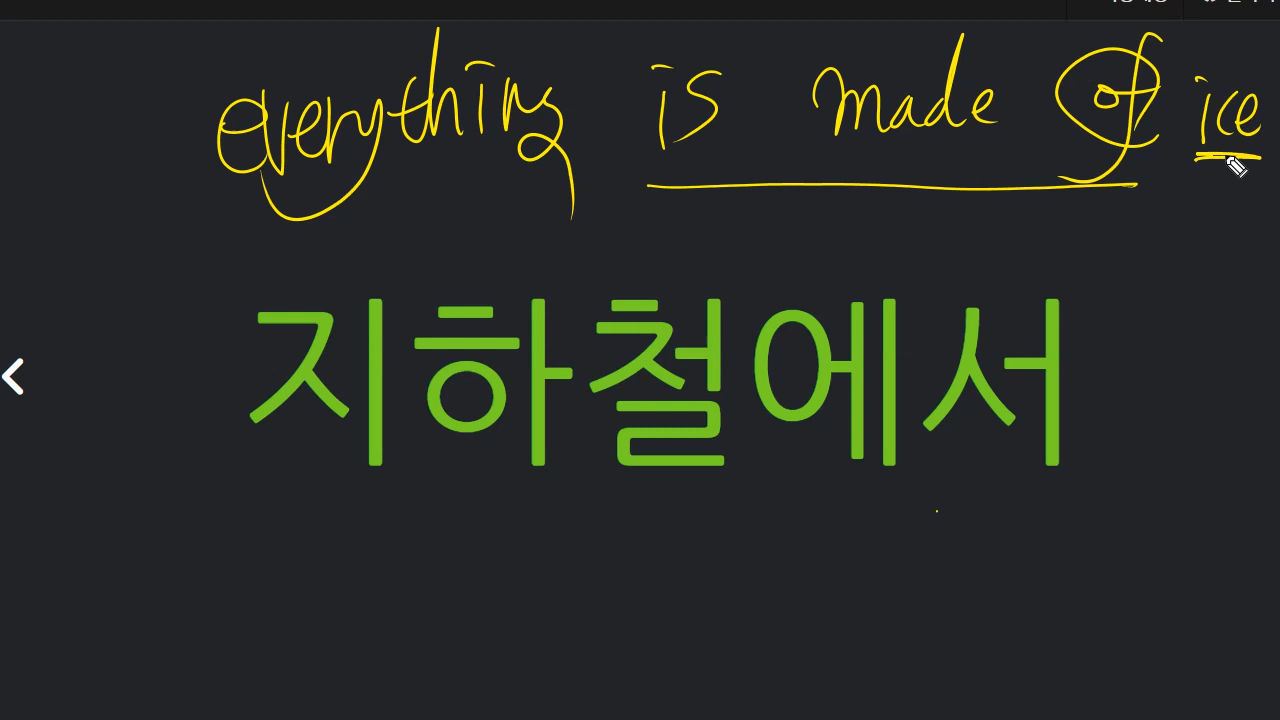 everything is made of ice
지하철에서